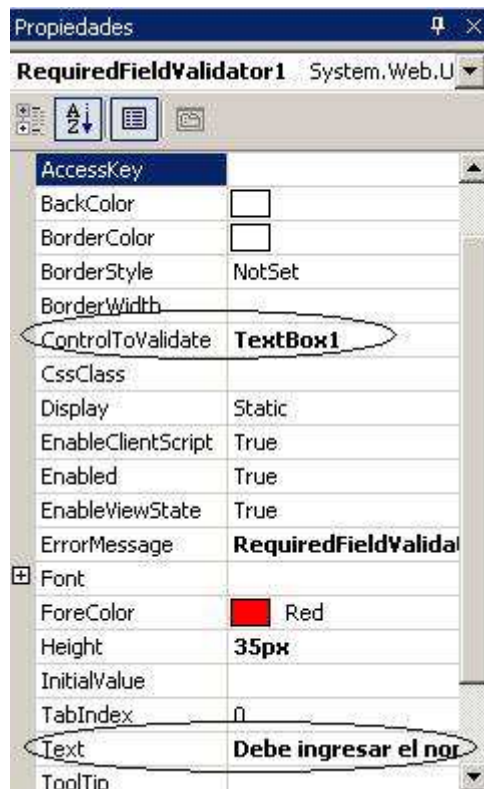 Propiedades
RequiredFieldValidator1 System.Web.U
AccessKey
BackColor
BorderColor
BorderStyle NotSet
BorderWidth
ControlToValidate TextBox1
CssClass
Display Static
EnableClientScript True
Enabled True
EnableViewState True
ErrorMessage RequiredFieldValidat
Font
ForeColor Red
Height 35px
InitialValue
TabIndex 0
Text Debe ingresar el nor
ToolTip